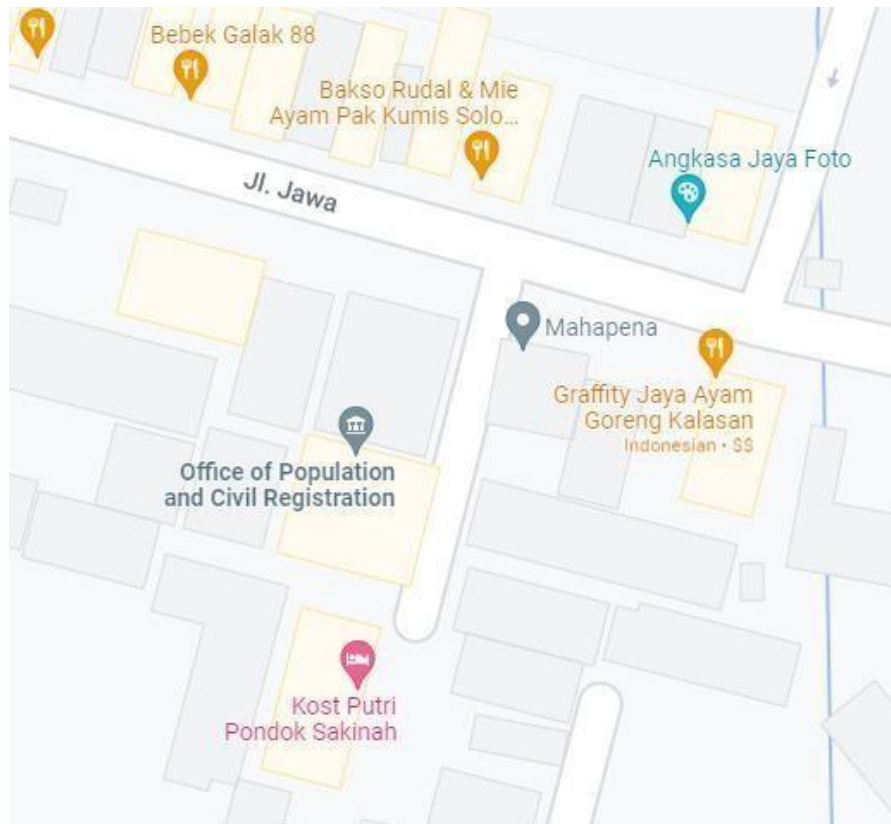 Bebek Galak 88
Bakso Rudal & Mie
Ayam Pak Kumis Solo...
Angkasa Jaya Foto
Jl. Jawa
Mahapena
Graffity Jaya Ayam
Goreng Kalasan
Indonesian • $$
Office of Population
and Civil Registration
Kost Putri
Pondok Sakinah